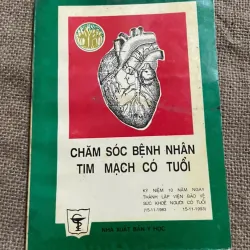 CHĂM SÓC BỆNH NHÂN
TIM MẠCH CÓ TUỔI
KỶ NIỆM 10 NĂM NGÀY
THÀNH LẬP VIỆN BẢO VỆ
SỨC KHOẺ NGƯỜI CÓ TUỔI
(15-11-1983 - 15-11-1993)
NHÀ XUẤT BẢN Y HỌC